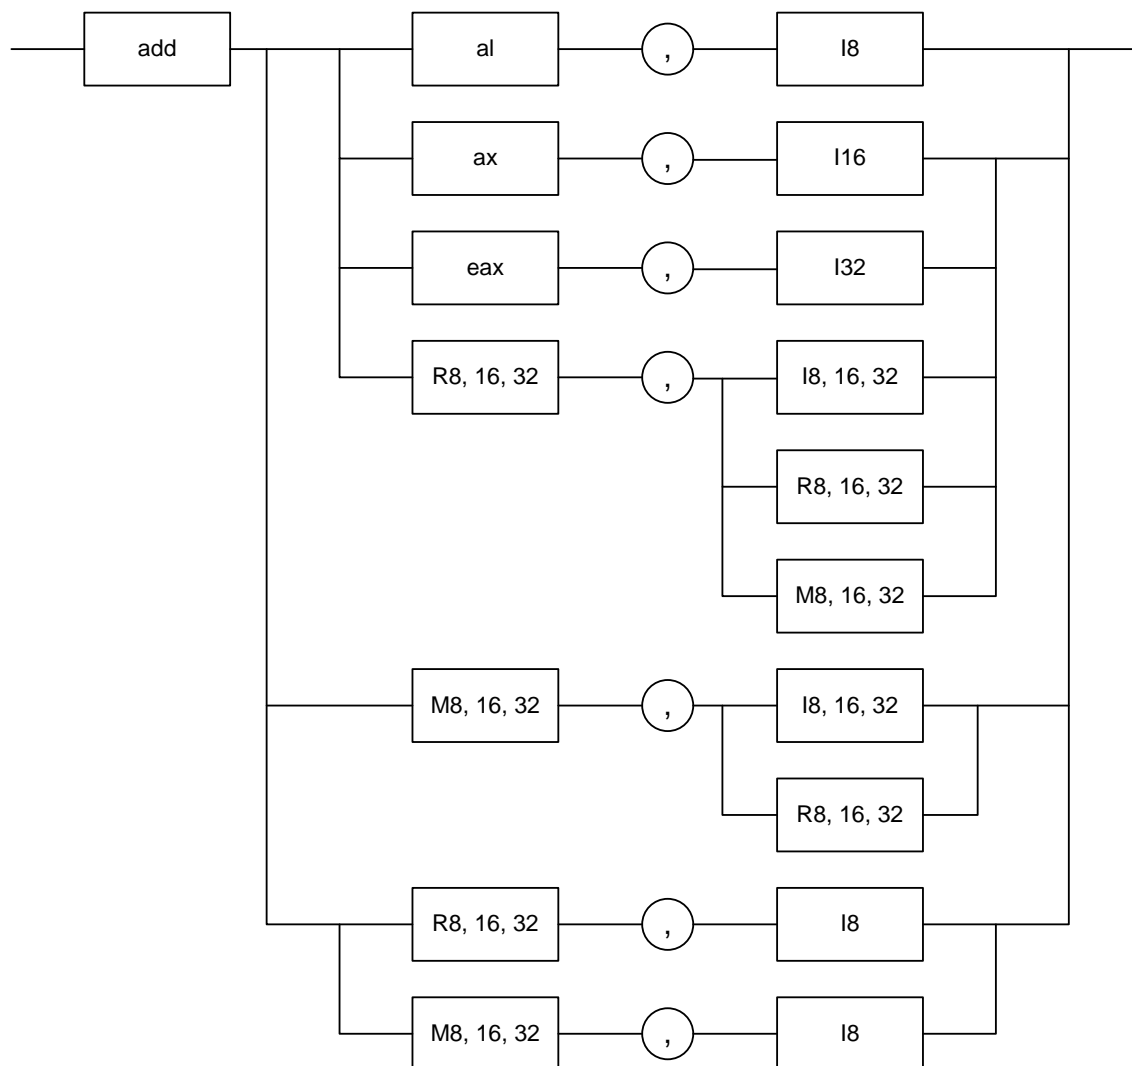 add al , I8
ax , I16
eax , I32
R8, 16, 32 , I8, 16, 32
R8, 16, 32
M8, 16, 32
M8, 16, 32 , I8, 16, 32
R8, 16, 32
R8, 16, 32 , I8
M8, 16, 32 , I8